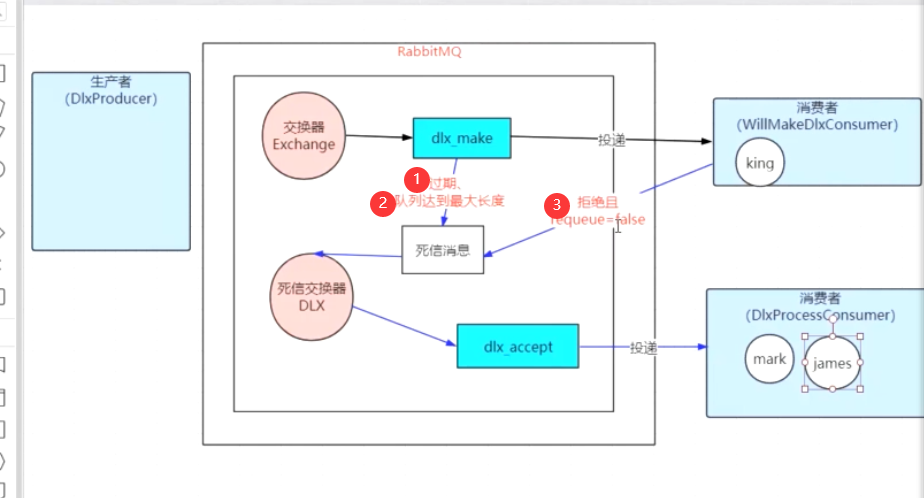 RabbitMQ
生产者
（DlxProducer）
交换器
Exchange
dlx_make
投递
消费者
（WillMakeDlxConsumer）
king
1
过期、
2
队列达到最大长度
3
拒绝且
requeue=false
死信消息
死信交换器
DLX
dlx_accept
投递
消费者
（DlxProcessConsumer）
mark
james